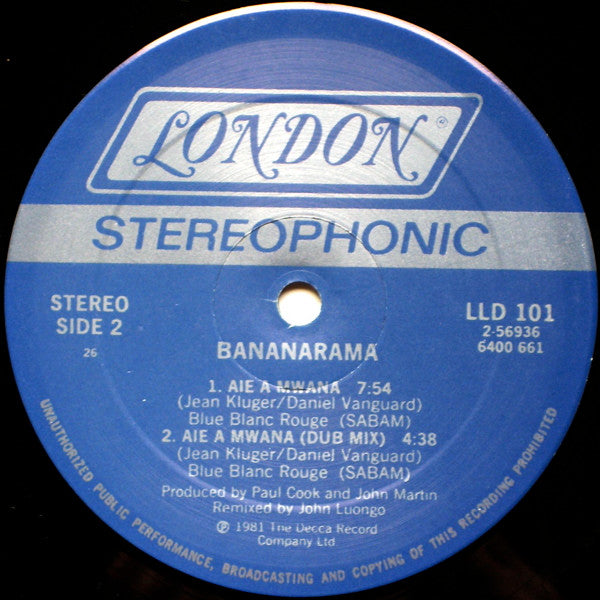 LONDON
STEREOPHONIC
STEREO
SIDE 2
26
LLD 101
2-56936
6400 661
BANANARAMA
1. AIE A MWANA 7:54
(Jean Kluger/Daniel Vanguard)
Blue Blanc Rouge (SABAM)
2. AIE A MWANA (DUB MIX) 4:38
(Jean Kluger/Daniel Vanguard)
Blue Blanc Rouge (SABAM)
Produced by Paul Cook and John Martin
Remixed by John Luongo
℗ 1981 The Decca Record
Company Ltd
UNAUTHORIZED PUBLIC PERFORMANCE, BROADCASTING AND COPYING OF THIS RECORDING PROHIBITED